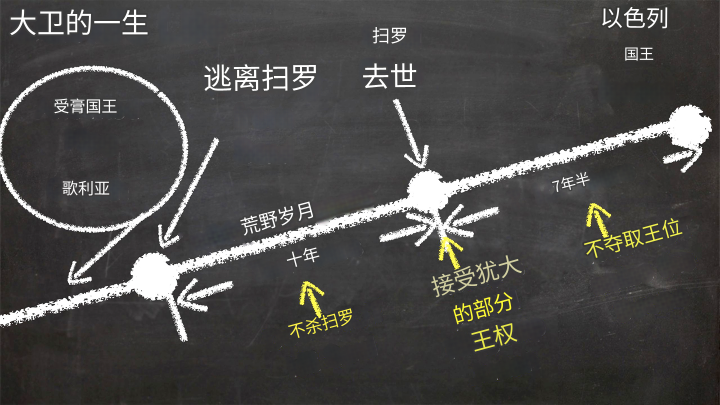 大卫的一生
以色列
国王
扫罗
去世
逃离扫罗
受膏国王
歌利亚
荒野岁月
十年
7年半
不杀扫罗
接受犹大
的部分
王权
不夺取王位